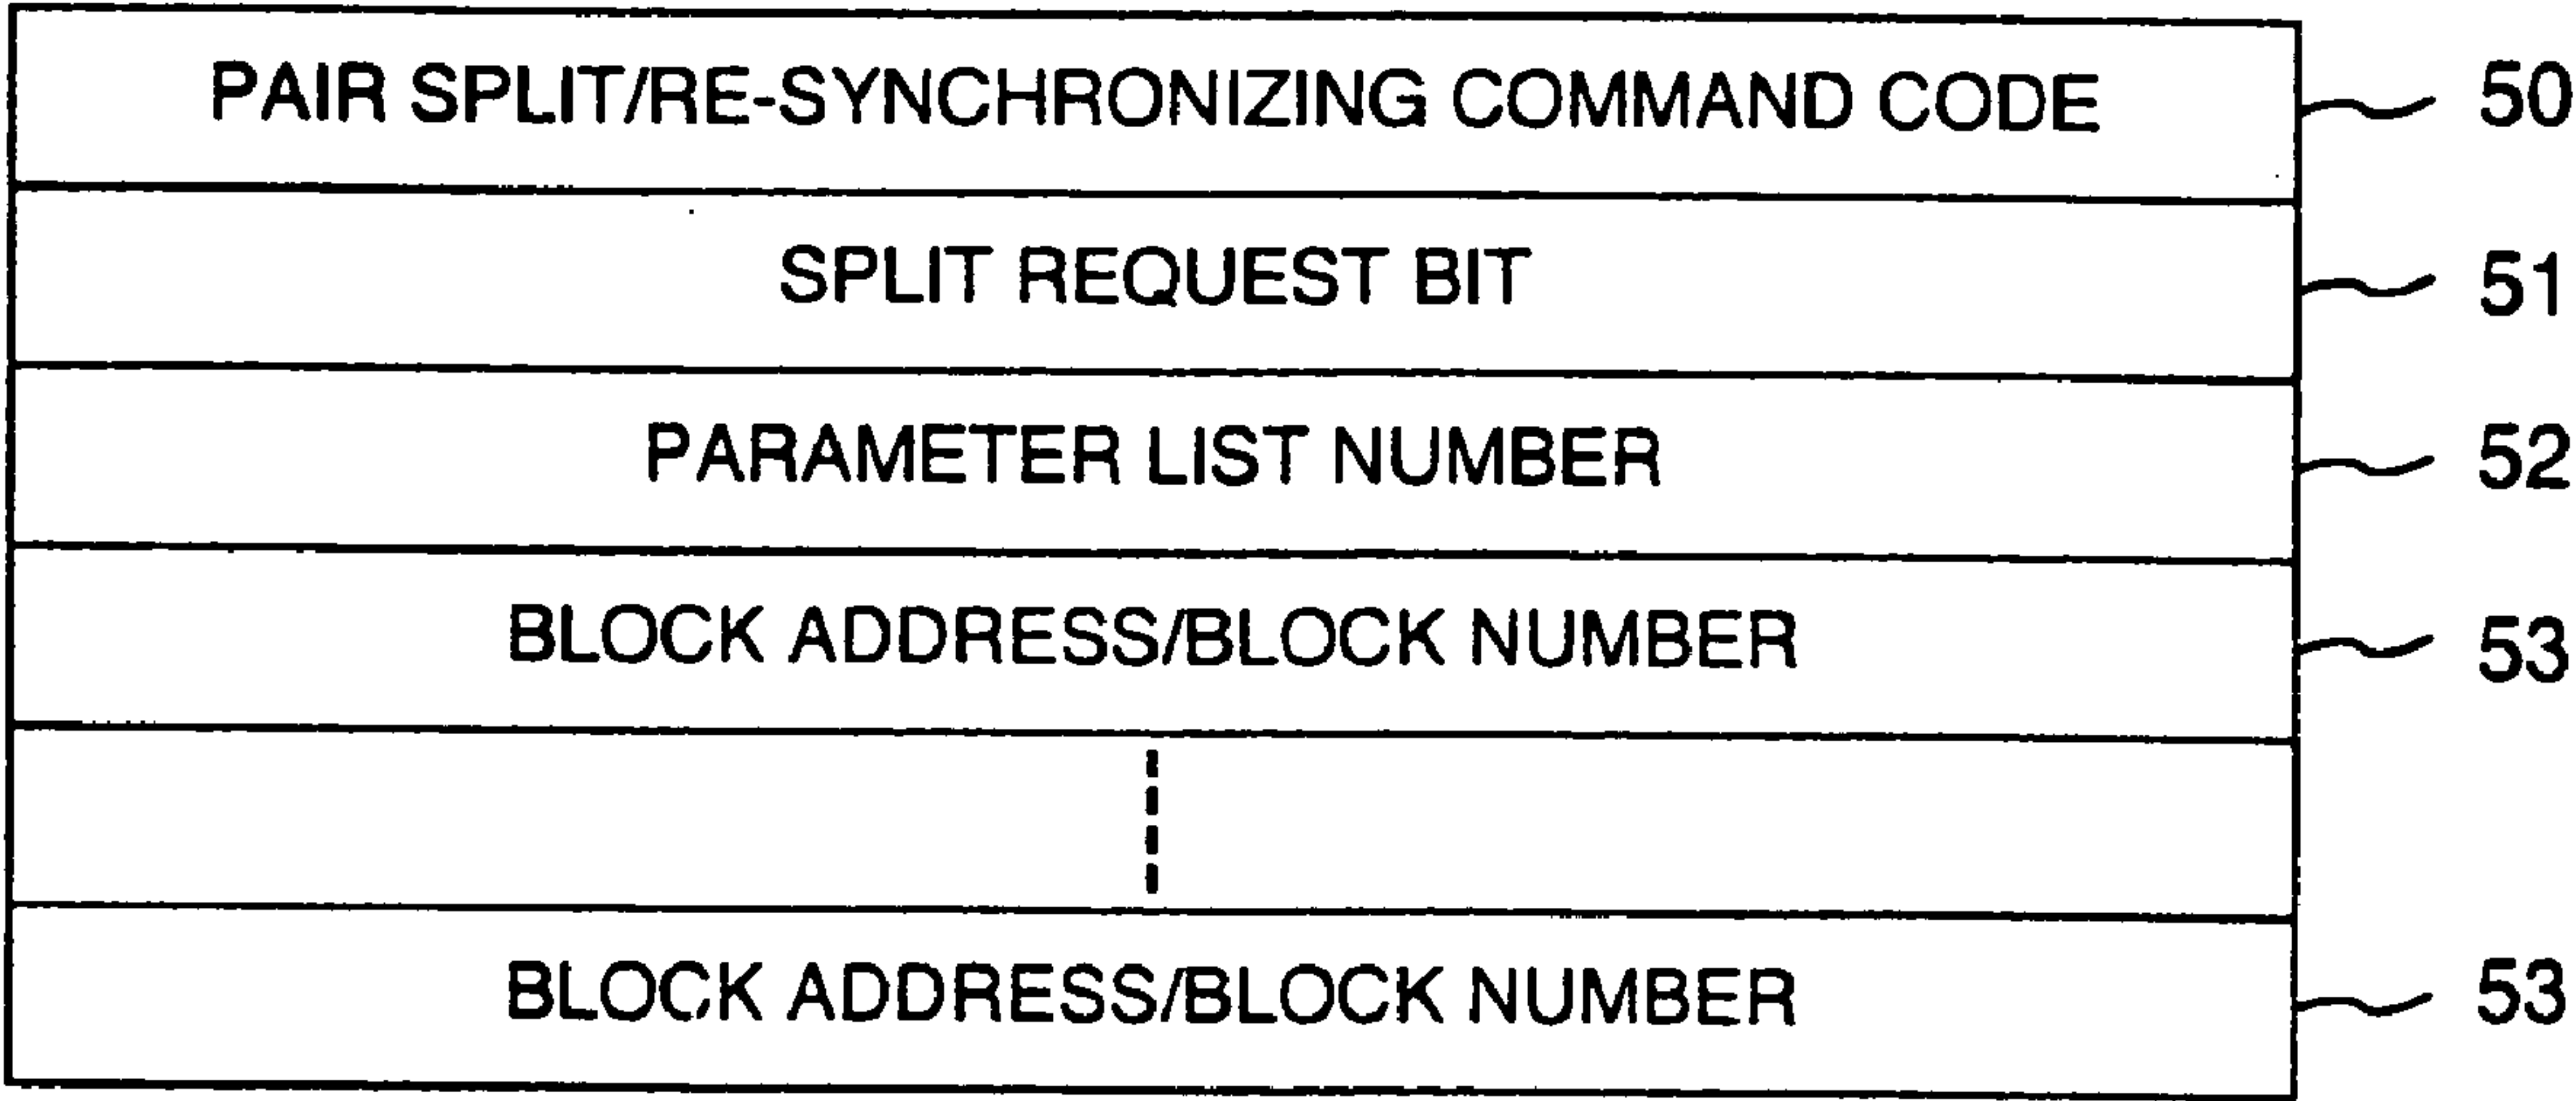 PAIR SPLIT/RE-SYNCHRONIZING COMMAND CODE 50
SPLIT REQUEST BIT 51
PARAMETER LIST NUMBER 52
BLOCK ADDRESS/BLOCK NUMBER 53
BLOCK ADDRESS/BLOCK NUMBER 53